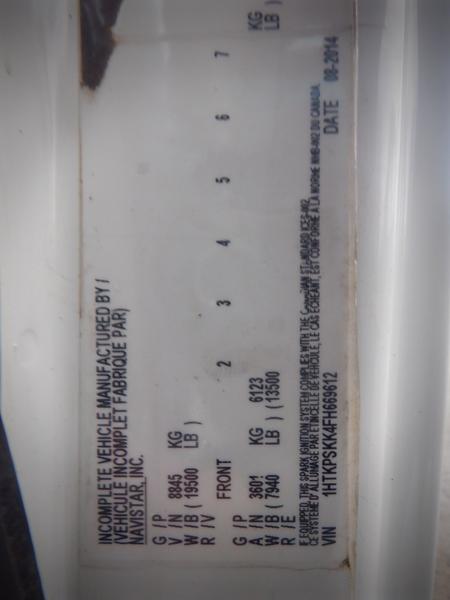 INCOMPLETE VEHICLE MANUFACTURED BY /
(VEHICULE INCOMPLET FABRIQUE PAR)
NAVISTAR, INC.
G / P
V / N 8845 KG
W / B ( 19500 LB )
R / V
FRONT 2 3 4 5 6 7
G / P
A / N 3601 KG 6123 KG
W / B ( 7940 LB ) ( 13500 LB )
R / E
IF EQUIPPED, THIS SPARK IGNITION SYSTEM COMPLIES WITH THE CANADIAN STANDARD ICES-002
CE SYSTEME D'ALLUMAGE PAR ETINCELLE DE VEHICULE, LE CAS ECHEANT, EST CONFORME A LA NORME NMB-002 DU CANADA.
VIN 1HTKPSKK4FH669612 DATE 08-2014